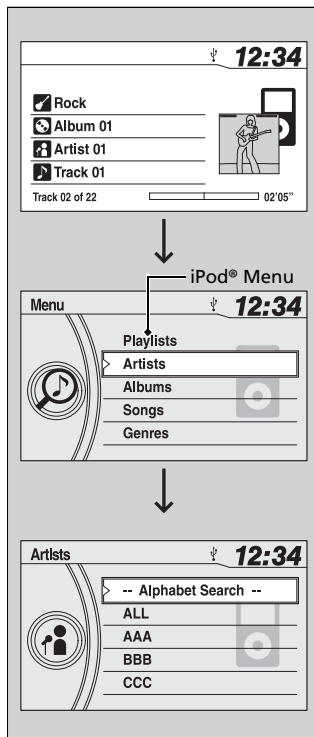 12:34
Rock
Album 01
Artist 01
Track 01
Track 02 of 22 02'05"
iPod® Menu
Menu 12:34
Playlists
Artists
Albums
Songs
Genres
Artists 12:34
-- Alphabet Search --
ALL
AAA
BBB
CCC